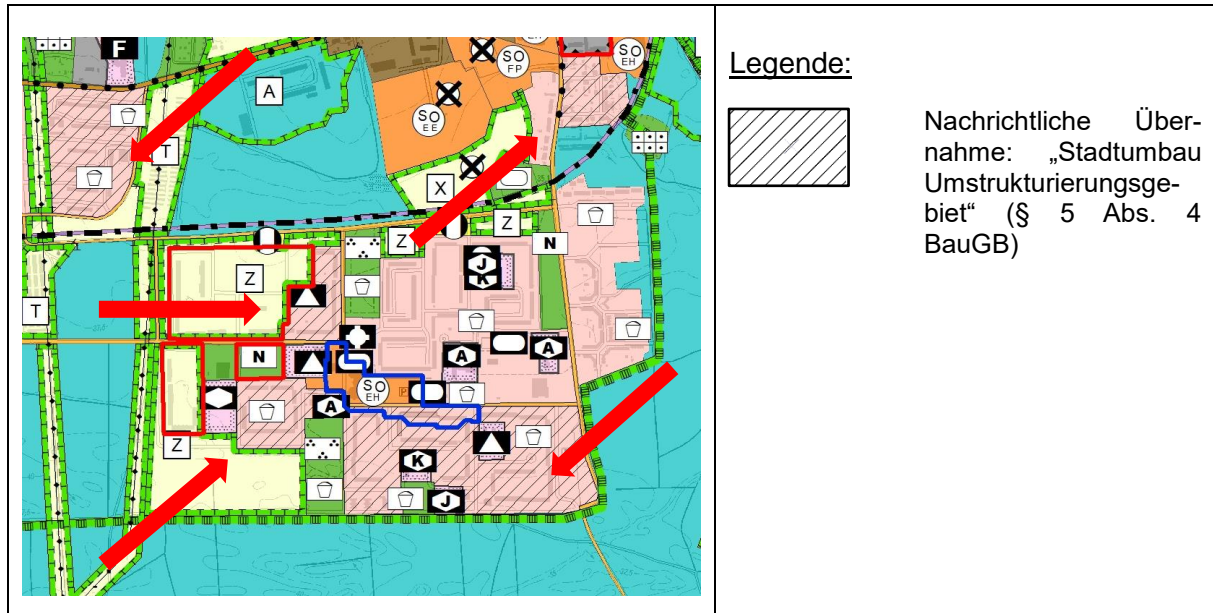 F
A
SO
FP
SO
EH
SO
EE
T
X
Z
Z
N
J
K
Z
T
N
A
A
SO
EH
P
A
Z
K
J
Legende:
Nachrichtliche Über-
nahme: „Stadtumbau
Umstrukturierungsge-
biet“ (§ 5 Abs. 4
BauGB)